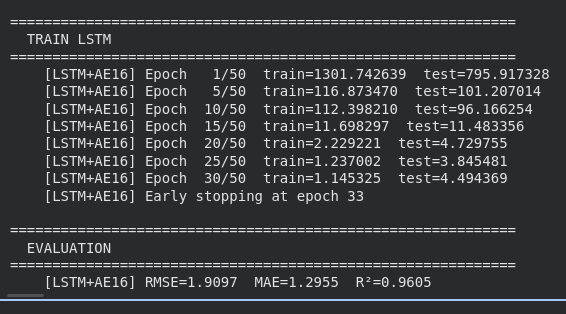 ============================================================
TRAIN LSTM
============================================================
[LSTM+AE16] Epoch 1/50 train=1301.742639 test=795.917328
[LSTM+AE16] Epoch 5/50 train=116.873470 test=101.207014
[LSTM+AE16] Epoch 10/50 train=112.398210 test=96.166254
[LSTM+AE16] Epoch 15/50 train=11.698297 test=11.483356
[LSTM+AE16] Epoch 20/50 train=2.229221 test=4.729755
[LSTM+AE16] Epoch 25/50 train=1.237002 test=3.845481
[LSTM+AE16] Epoch 30/50 train=1.145325 test=4.494369
[LSTM+AE16] Early stopping at epoch 33
============================================================
EVALUATION
============================================================
[LSTM+AE16] RMSE=1.9097 MAE=1.2955 R²=0.9605